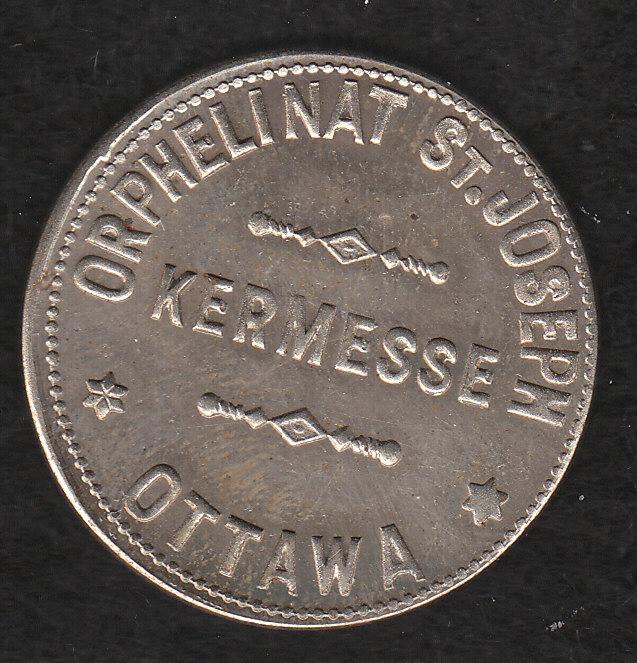 ORPHELINAT ST. JOSEPH
KERMESSE
OTTAWA